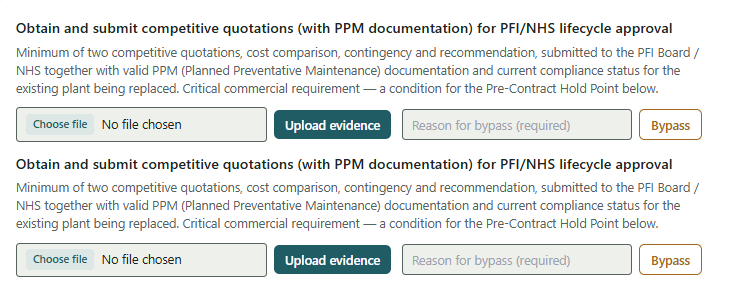 Obtain and submit competitive quotations (with PPM documentation) for PFI/NHS lifecycle approval
Minimum of two competitive quotations, cost comparison, contingency and recommendation, submitted to the PFI Board /
NHS together with valid PPM (Planned Preventative Maintenance) documentation and current compliance status for the
existing plant being replaced. Critical commercial requirement — a condition for the Pre-Contract Hold Point below.
Choose file No file chosen Upload evidence Reason for bypass (required) Bypass
Obtain and submit competitive quotations (with PPM documentation) for PFI/NHS lifecycle approval
Minimum of two competitive quotations, cost comparison, contingency and recommendation, submitted to the PFI Board /
NHS together with valid PPM (Planned Preventative Maintenance) documentation and current compliance status for the
existing plant being replaced. Critical commercial requirement — a condition for the Pre-Contract Hold Point below.
Choose file No file chosen Upload evidence Reason for bypass (required) Bypass